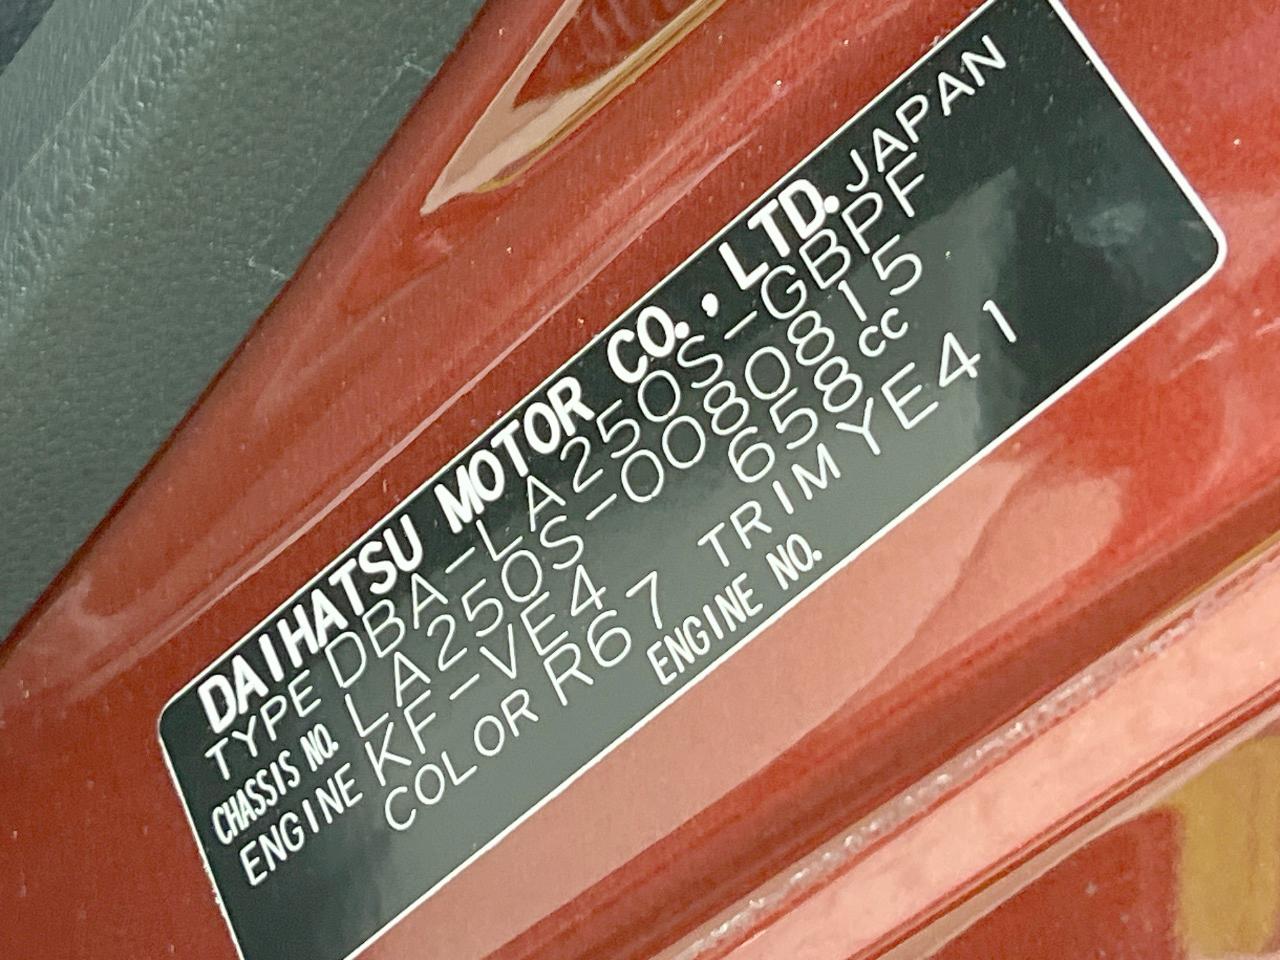 DAIHATSU MOTOR CO., LTD. JAPAN
TYPE DBA-LA250S-GBPF
CHASSIS NO. LA250S-0080815
ENGINE KF-VE4 658cc
COLOR R67 TRIM YE41
ENGINE NO.